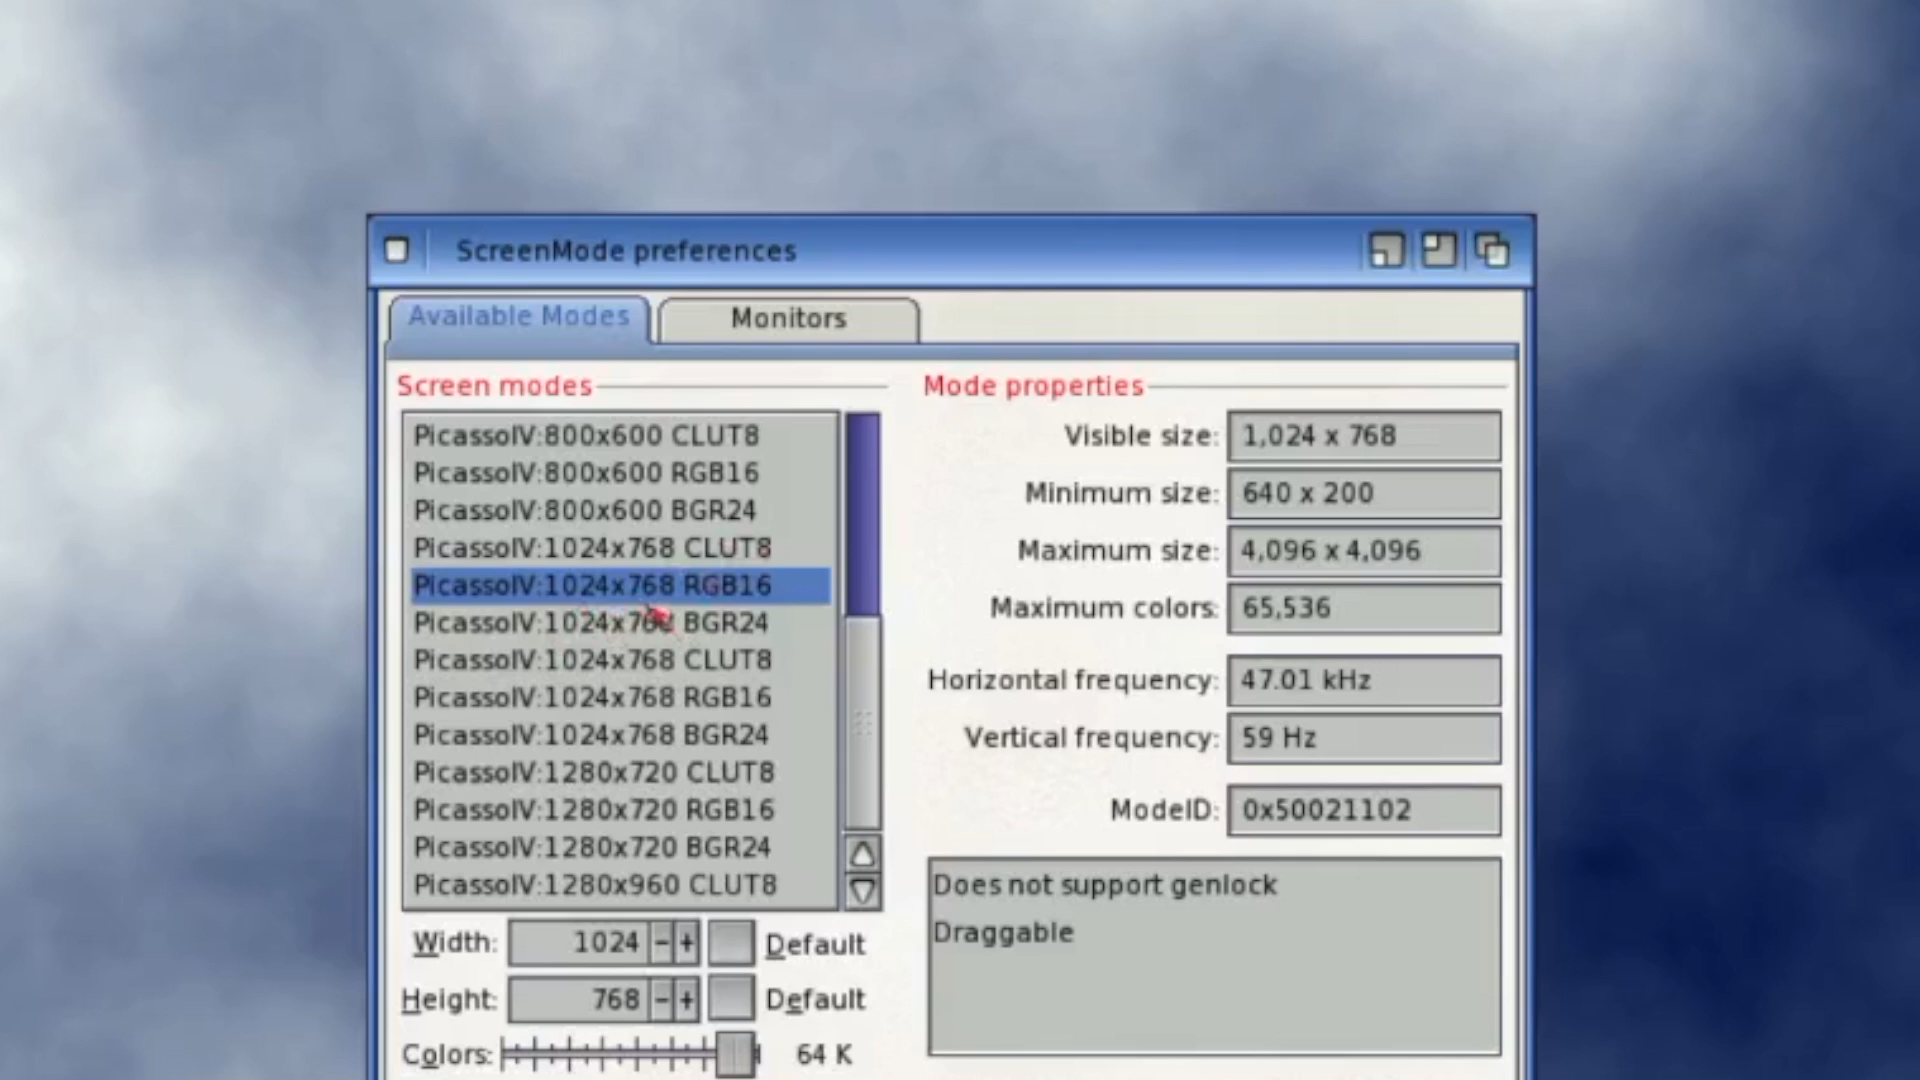 ScreenMode preferences
Available Modes
Monitors
Screen modes
PicassoIV:800x600 CLUT8
PicassoIV:800x600 RGB16
PicassoIV:800x600 BGR24
PicassoIV:1024x768 CLUT8
PicassoIV:1024x768 RGB16
PicassoIV:1024x768 BGR24
PicassoIV:1024x768 CLUT8
PicassoIV:1024x768 RGB16
PicassoIV:1024x768 BGR24
PicassoIV:1280x720 CLUT8
PicassoIV:1280x720 RGB16
PicassoIV:1280x720 BGR24
PicassoIV:1280x960 CLUT8
Width: 1024 - + Default
Height: 768 - + Default
Colors: 64 K
Mode properties
Visible size: 1,024 x 768
Minimum size: 640 x 200
Maximum size: 4,096 x 4,096
Maximum colors: 65,536
Horizontal frequency: 47.01 kHz
Vertical frequency: 59 Hz
ModeID: 0x50021102
Does not support genlock
Draggable